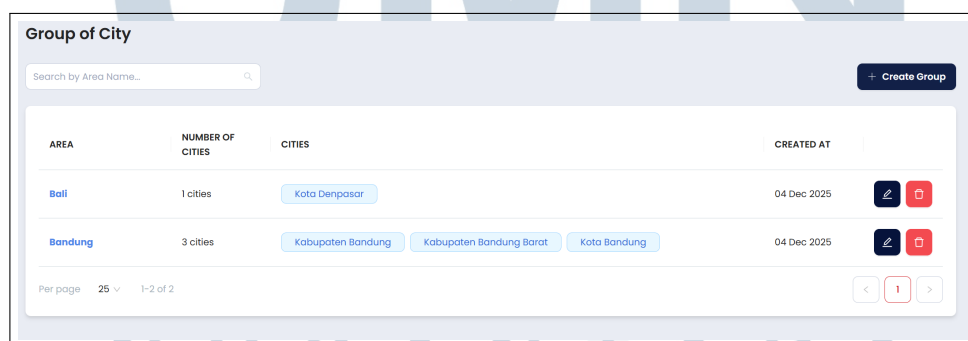 Group of City
Search by Area Name...
+ Create Group
AREA NUMBER OF CITIES CITIES CREATED AT
Bali 1 cities Kota Denpasar 04 Dec 2025
Bandung 3 cities Kabupaten Bandung Kabupaten Bandung Barat Kota Bandung 04 Dec 2025
Per page 25 1-2 of 2 < 1 >